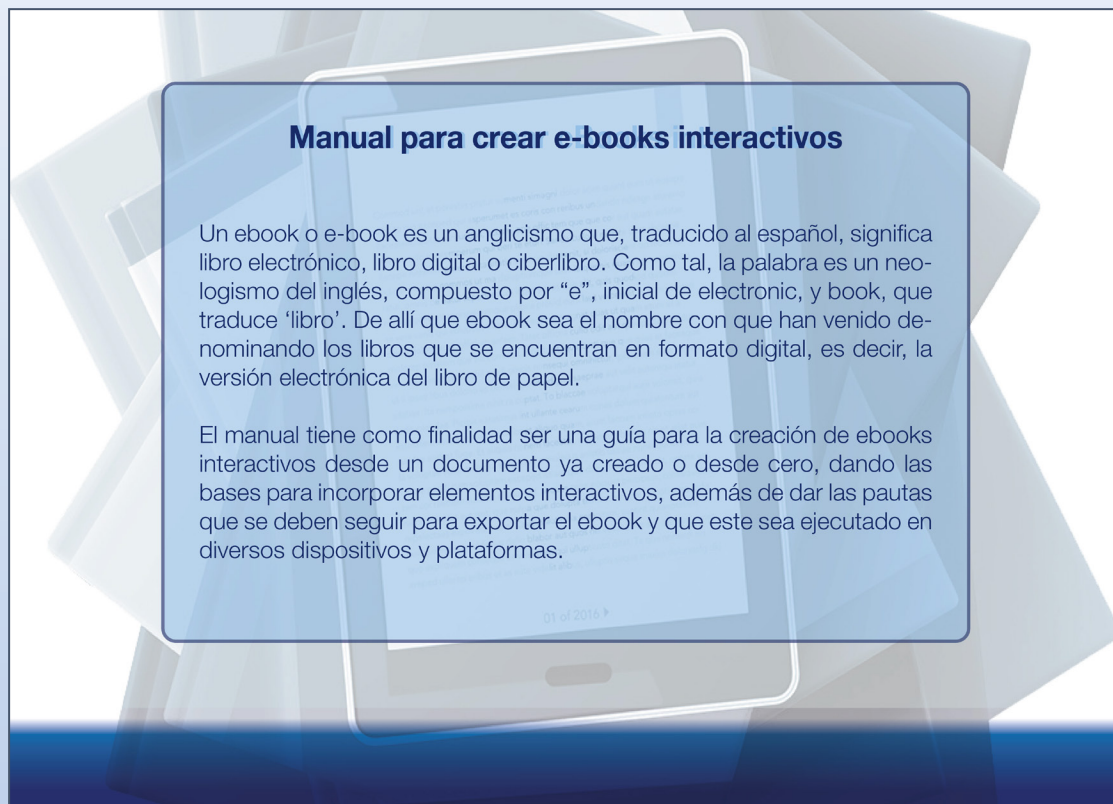 Manual para crear e-books interactivos
Un ebook o e-book es un anglicismo que, traducido al español, significa
libro electrónico, libro digital o ciberlibro. Como tal, la palabra es un neo-
logismo del inglés, compuesto por “e”, inicial de electronic, y book, que
traduce ‘libro’. De allí que ebook sea el nombre con que han venido de-
nominando los libros que se encuentran en formato digital, es decir, la
versión electrónica del libro de papel.
El manual tiene como finalidad ser una guía para la creación de ebooks
interactivos desde un documento ya creado o desde cero, dando las
bases para incorporar elementos interactivos, además de dar las pautas
que se deben seguir para exportar el ebook y que este sea ejecutado en
diversos dispositivos y plataformas.
01 of 2016